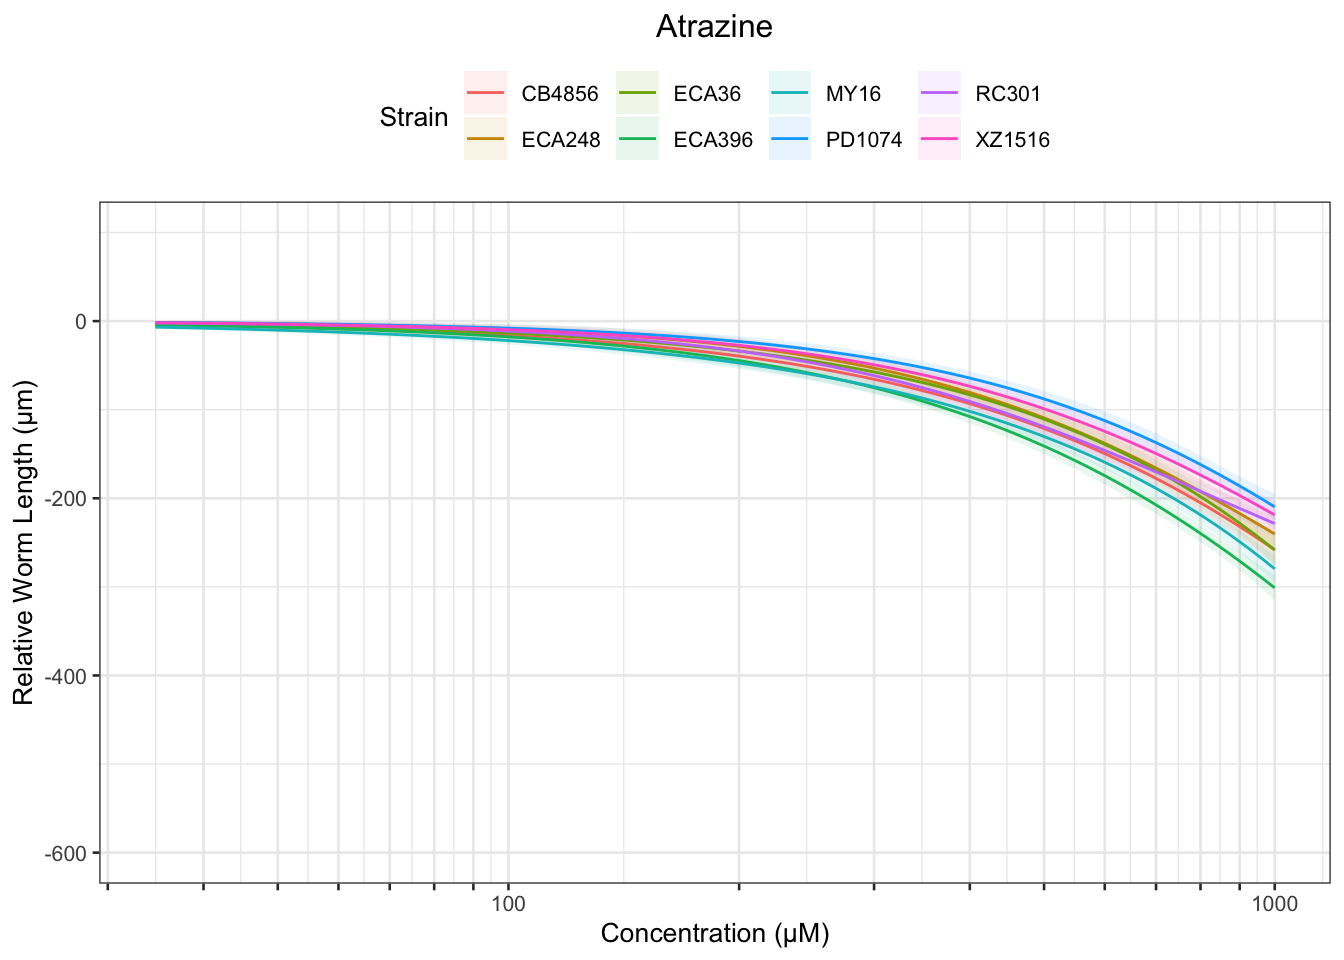 Atrazine
Strain
CB4856 ECA36 MY16 RC301
ECA248 ECA396 PD1074 XZ1516
Relative Worm Length (µm)
0
-200
-400
-600
100 1000
Concentration (µM)